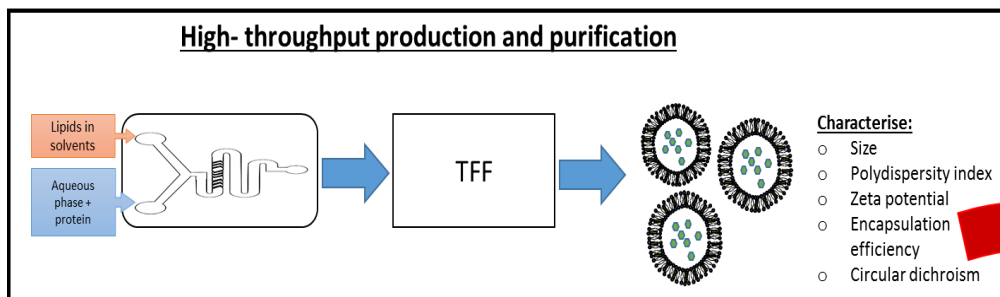 High- throughput production and purification
Lipids in
solvents
Aqueous
phase +
protein
TFF
Characterise:
o Size
o Polydispersity index
o Zeta potential
o Encapsulation
efficiency
o Circular dichroism